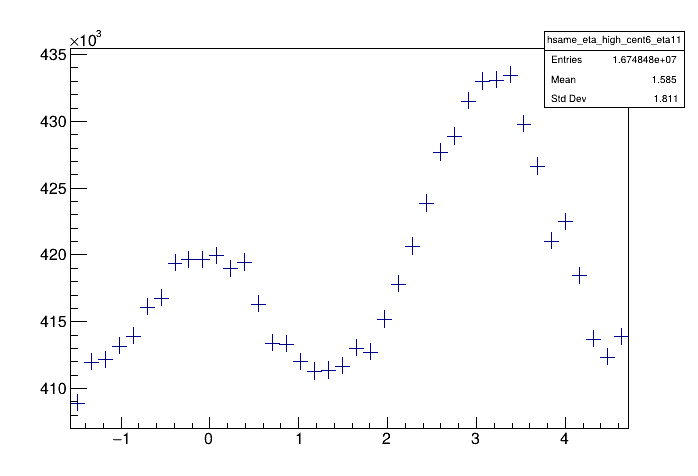 ×10³
hsame_eta_high_cent6_eta11
Entries 1.674848e+07
Mean 1.585
Std Dev 1.811
435
430
425
420
415
410
−1 0 1 2 3 4